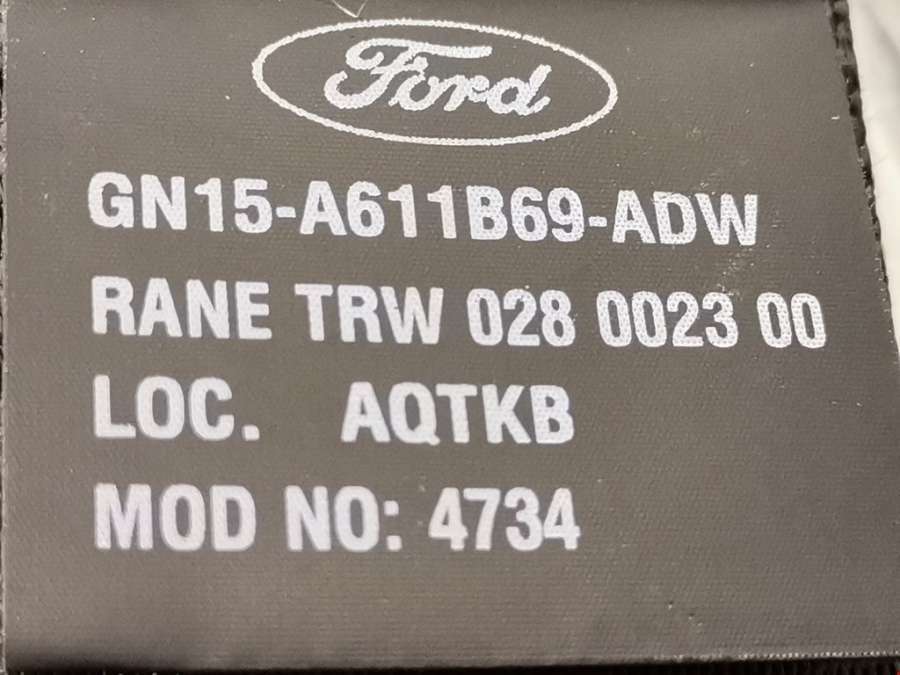 Ford
GN15-A611B69-ADW
RANE TRW 028 0023 00
LOC. AQTKB
MOD NO: 4734